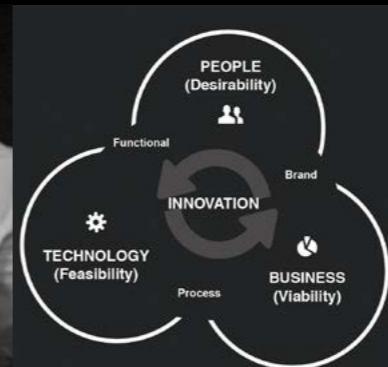 PEOPLE
(Desirability)
Functional
Brand
INNOVATION
TECHNOLOGY
(Feasibility)
BUSINESS
(Viability)
Process